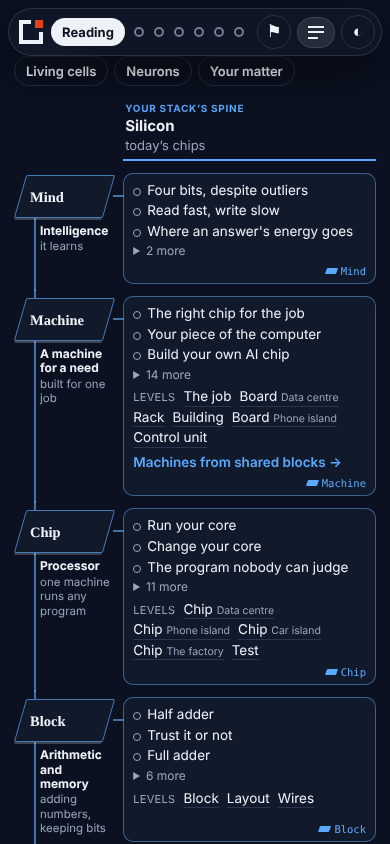 Reading
Living cells Neurons Your matter
YOUR STACK'S SPINE
Silicon
today's chips
Mind
Intelligence
it learns
Four bits, despite outliers
Read fast, write slow
Where an answer's energy goes
2 more
Mind
Machine
A machine
for a need
built for one
job
The right chip for the job
Your piece of the computer
Build your own AI chip
14 more
LEVELS The job Board Data centre
Rack Building Board Phone island
Control unit
Machines from shared blocks →
Machine
Chip
Processor
one machine
runs any
program
Run your core
Change your core
The program nobody can judge
11 more
LEVELS Chip Data centre
Chip Phone island Chip Car island
Chip The factory Test
Chip
Block
Arithmetic
and
memory
adding
numbers,
keeping bits
Half adder
Trust it or not
Full adder
6 more
LEVELS Block Layout Wires
Block